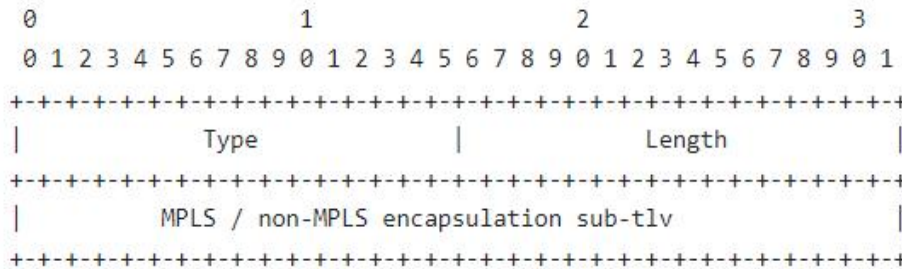 0                   1                   2                   3
0 1 2 3 4 5 6 7 8 9 0 1 2 3 4 5 6 7 8 9 0 1 2 3 4 5 6 7 8 9 0 1
+-+-+-+-+-+-+-+-+-+-+-+-+-+-+-+-+-+-+-+-+-+-+-+-+-+-+-+-+-+-+-+-+
|             Type              |             Length            |
+-+-+-+-+-+-+-+-+-+-+-+-+-+-+-+-+-+-+-+-+-+-+-+-+-+-+-+-+-+-+-+-+
|          MPLS / non-MPLS encapsulation sub-tlv                |
+-+-+-+-+-+-+-+-+-+-+-+-+-+-+-+-+-+-+-+-+-+-+-+-+-+-+-+-+-+-+-+-+